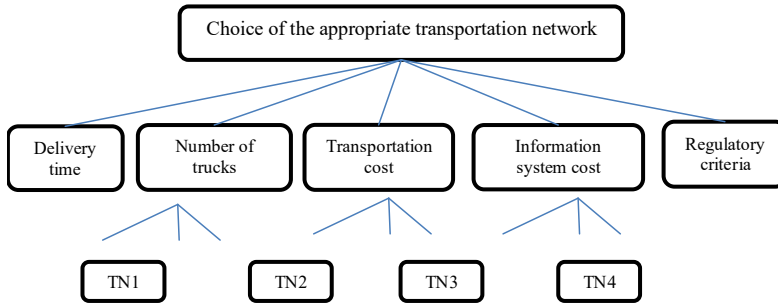 Choice of the appropriate transportation network
Delivery
time
Number of
trucks
Transportation
cost
Information
system cost
Regulatory
criteria
TN1
TN2
TN3
TN4